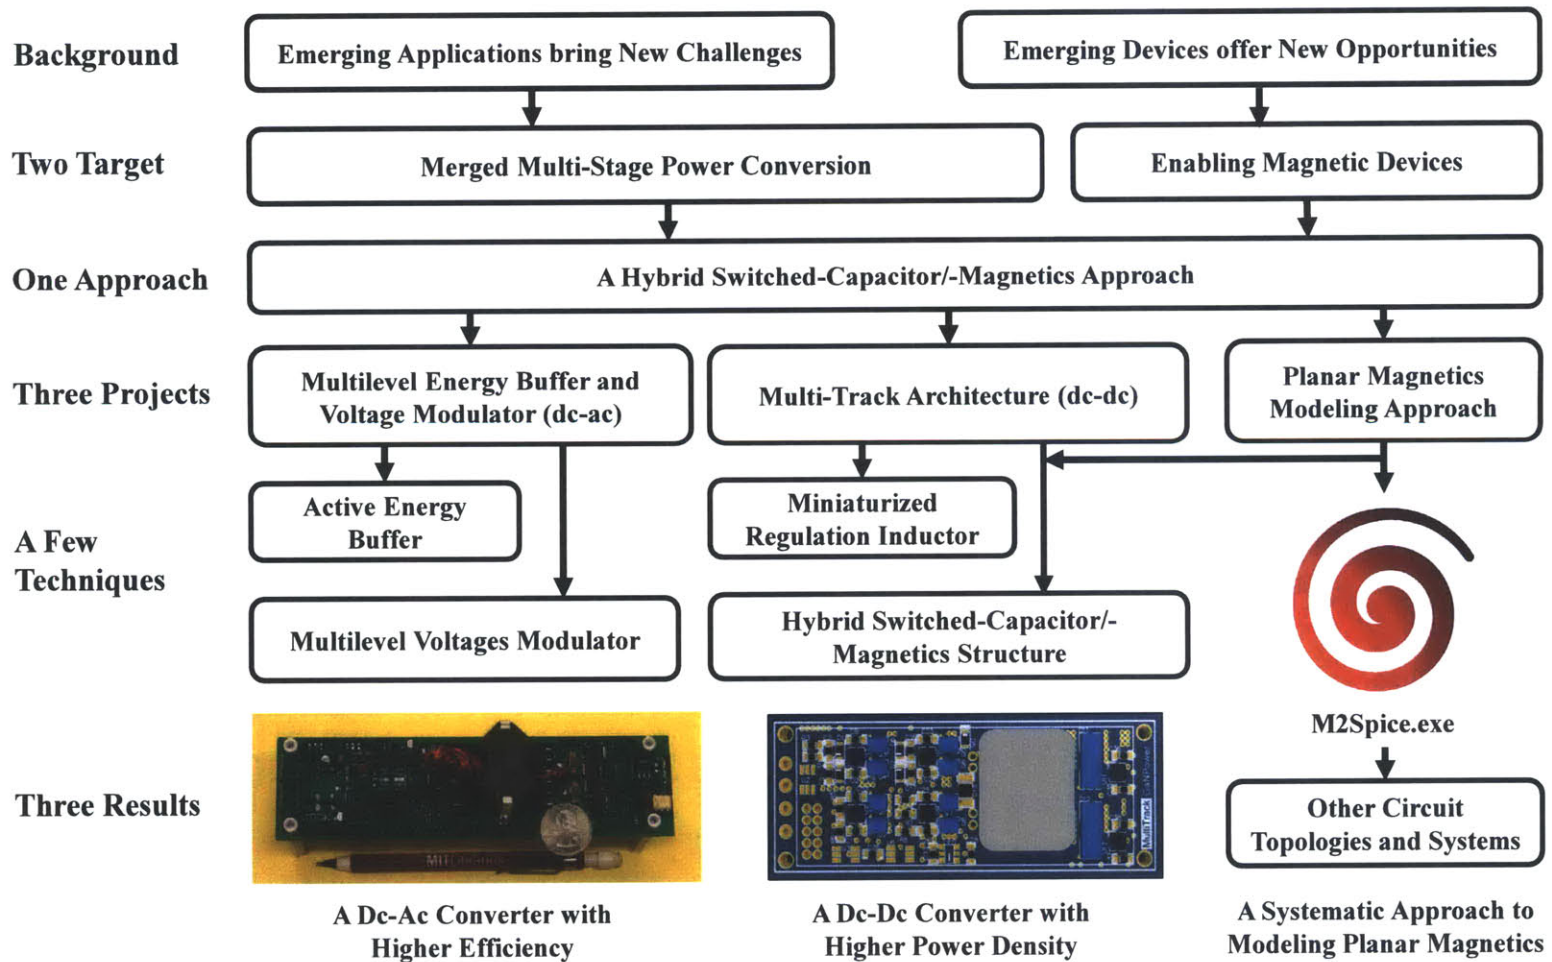 Background
Emerging Applications bring New Challenges
Emerging Devices offer New Opportunities
Two Target
Merged Multi-Stage Power Conversion
Enabling Magnetic Devices
One Approach
A Hybrid Switched-Capacitor/-Magnetics Approach
Three Projects
Multilevel Energy Buffer and
Voltage Modulator (dc-ac)
Multi-Track Architecture (dc-dc)
Planar Magnetics
Modeling Approach
A Few
Techniques
Active Energy
Buffer
Miniaturized
Regulation Inductor
Multilevel Voltages Modulator
Hybrid Switched-Capacitor/-
Magnetics Structure
M2Spice.exe
Three Results
MultiTrack
Other Circuit
Topologies and Systems
A Dc-Ac Converter with
Higher Efficiency
A Dc-Dc Converter with
Higher Power Density
A Systematic Approach to
Modeling Planar Magnetics